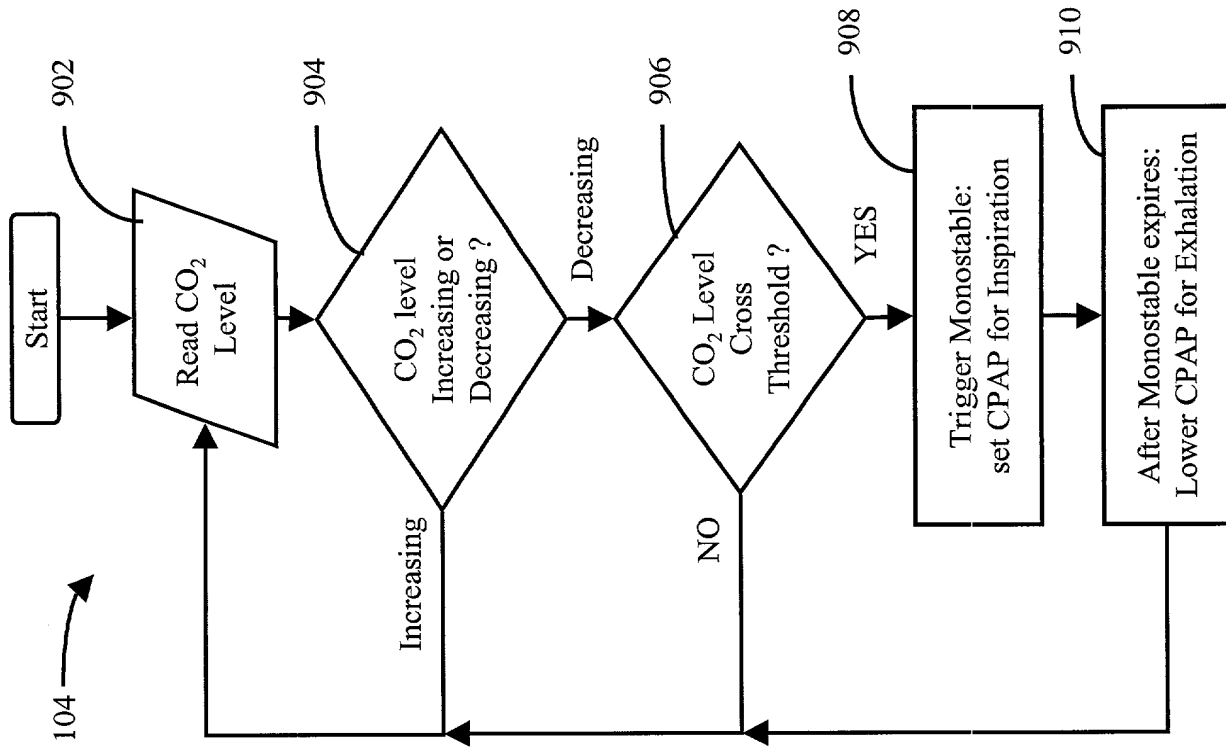 104
Start
902
Read CO₂
Level
904
CO₂ level
Increasing or
Decreasing ?
Increasing
Decreasing
906
CO₂ Level
Cross
Threshold ?
NO
YES
908
Trigger Monostable:
set CPAP for Inspiration
910
After Monostable expires:
Lower CPAP for Exhalation